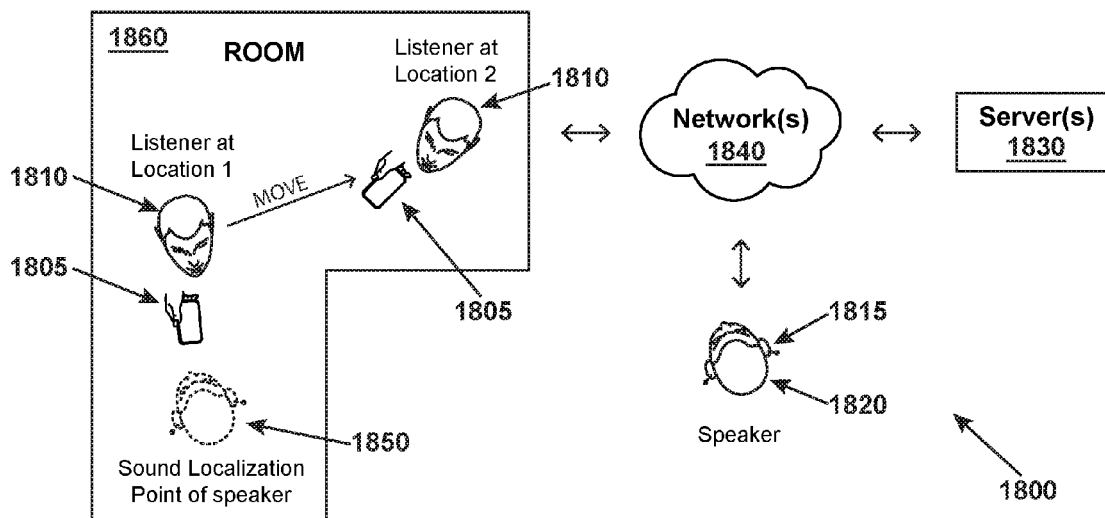 1860
ROOM
Listener at
Location 2
1810
Listener at
Location 1
1810
MOVE
1805
1805
Sound Localization
Point of speaker
1850
Network(s)
1840
Server(s)
1830
1815
1820
Speaker
1800